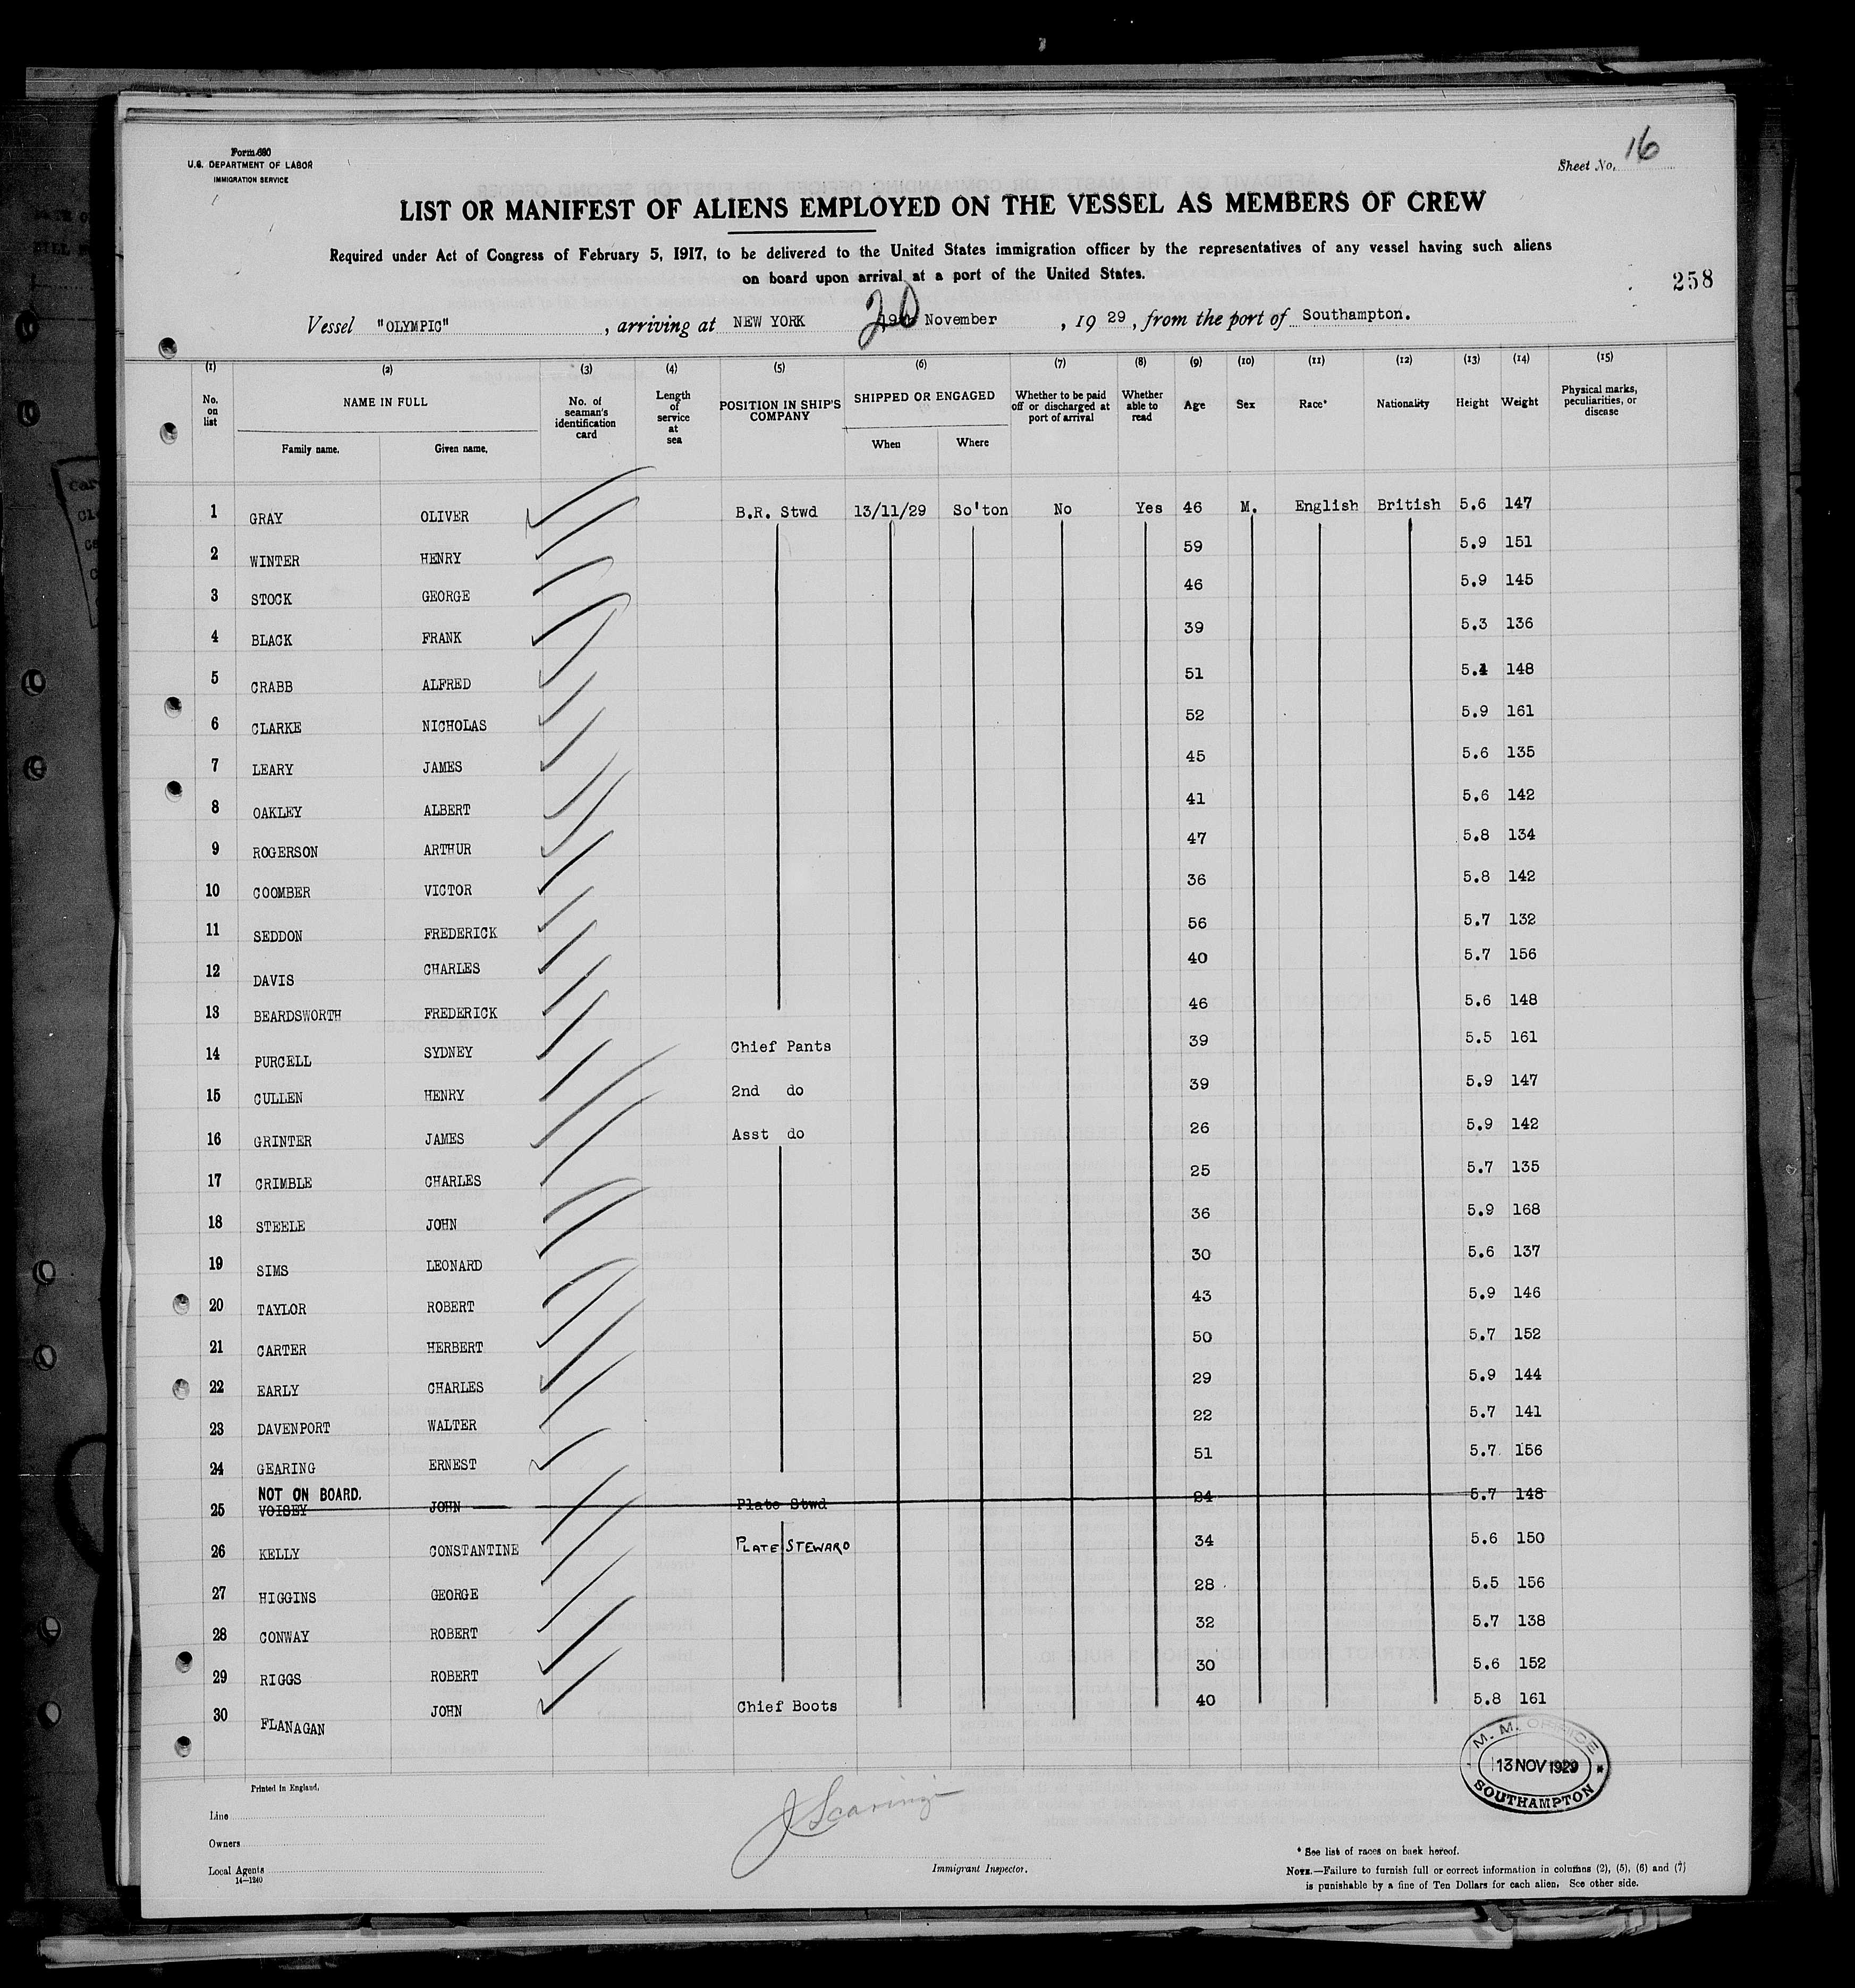 Form 680
U.S. DEPARTMENT OF LABOR
IMMIGRATION SERVICE
Sheet No. 16
LIST OR MANIFEST OF ALIENS EMPLOYED ON THE VESSEL AS MEMBERS OF CREW
Required under Act of Congress of February 5, 1917, to be delivered to the United States immigration officer by the representatives of any vessel having such aliens
on board upon arrival at a port of the United States.
258
Vessel "OLYMPIC", arriving at NEW YORK 20 November, 1929, from the port of Southampton.
(1) (2) (3) (4) (5) (6) (7) (8) (9) (10) (11) (12) (13) (14) (15)
No. on list NAME IN FULL Family name. Given name. No. of seaman's identification card Length of service at sea POSITION IN SHIP'S COMPANY SHIPPED OR ENGAGED When Where Whether to be paid off or discharged at port of arrival Whether able to read Age Sex Race* Nationality Height Weight Physical marks, peculiarities, or disease
1 GRAY OLIVER B.R. Stwd 13/11/29 So'ton No Yes 46 M. English British 5.6 147
2 WINTER HENRY 59 5.9 151
3 STOCK GEORGE 46 5.9 145
4 BLACK FRANK 39 5.3 136
5 CRABB ALFRED 51 5.4 148
6 CLARKE NICHOLAS 52 5.9 161
7 LEARY JAMES 45 5.6 135
8 OAKLEY ALBERT 41 5.6 142
9 ROGERSON ARTHUR 47 5.8 134
10 COOMBER VICTOR 36 5.8 142
11 SEDDON FREDERICK 56 5.7 132
12 DAVIS CHARLES 40 5.7 156
13 BEARDSWORTH FREDERICK 46 5.6 148
14 PURCELL SYDNEY Chief Pants 39 5.5 161
15 CULLEN HENRY 2nd do 39 5.9 147
16 GRINTER JAMES Asst do 26 5.9 142
17 CRIMBLE CHARLES 25 5.7 135
18 STEELE JOHN 36 5.9 168
19 SIMS LEONARD 30 5.6 137
20 TAYLOR ROBERT 43 5.9 146
21 CARTER HERBERT 50 5.7 152
22 EARLY CHARLES 29 5.9 144
23 DAVENPORT WALTER 22 5.7 141
24 GEARING ERNEST 51 5.7 156
NOT ON BOARD.
25 VOISEY JOHN Plate Stwd 24 5.7 148
26 KELLY CONSTANTINE PLATE STEWARD 34 5.6 150
27 HIGGINS GEORGE 28 5.5 156
28 CONWAY ROBERT 32 5.7 138
29 RIGGS ROBERT 30 5.6 152
30 FLANAGAN JOHN Chief Boots 40 5.8 161
M. M. OFFICE
13 NOV 1929
SOUTHAMPTON
Printed in England.
Line
Owners
Local Agents
14-1240
Immigrant Inspector.
* See list of races on back hereof.
NOTE.—Failure to furnish full or correct information in columns (2), (5), (6) and (7)
is punishable by a fine of Ten Dollars for each alien. See other side.